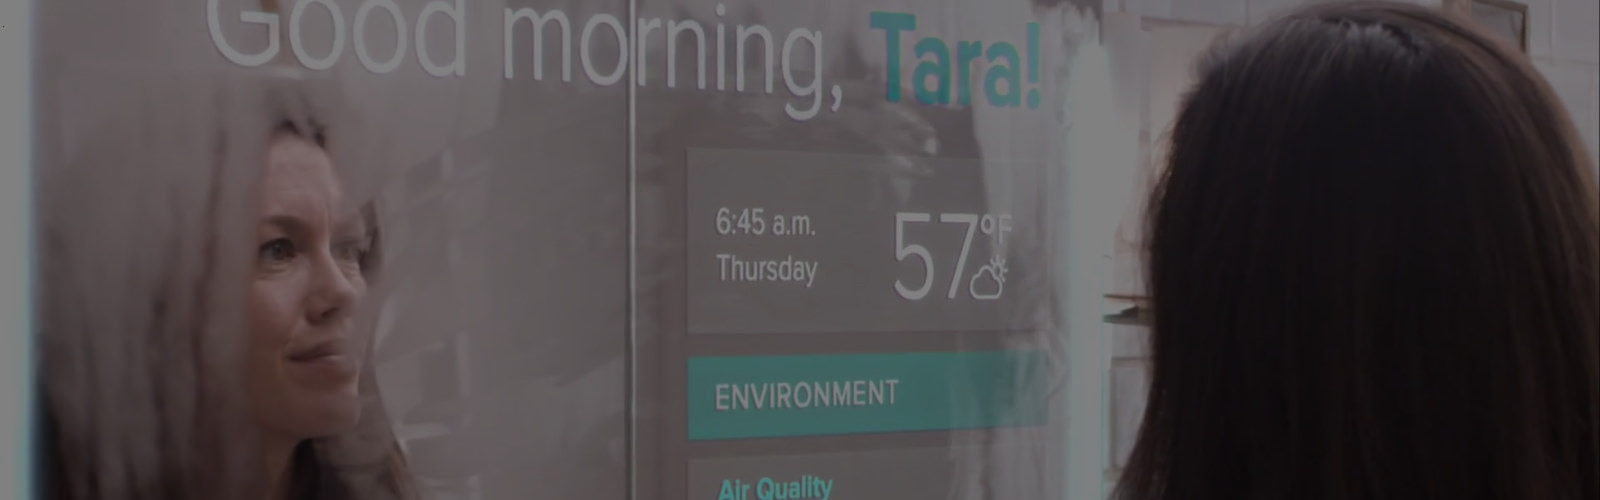 Good morning, Tara!
6:45 a.m.
Thursday
57°F
ENVIRONMENT
Air Quality